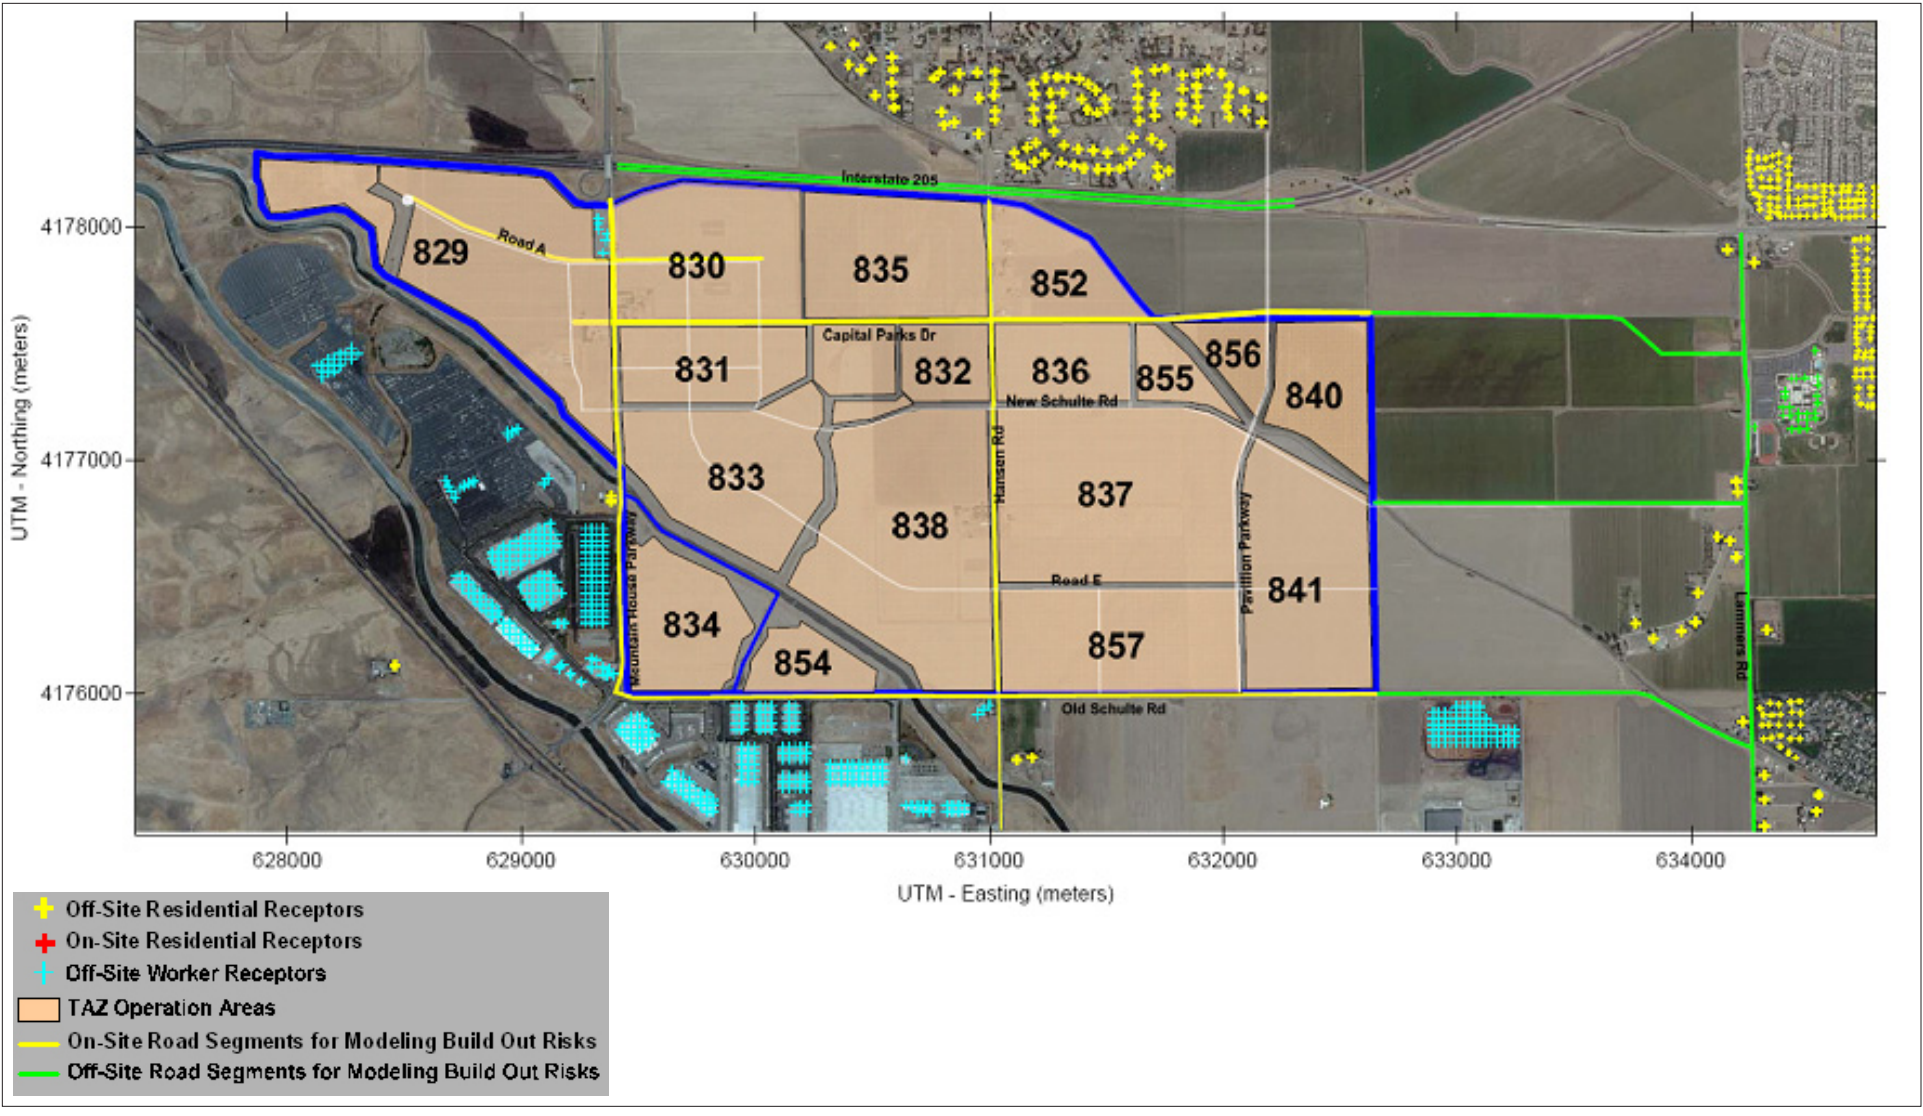 Interstate 205
4178000
Road A
829
830
835
852
Capital Parks Dr
831
832
836
855
856
840
New Schulte Rd
UTM - Northing (meters)
4177000
833
838
Hansen Rd
837
Pavillion Parkway
841
Mountain House Parkway
Road E
834
854
857
Lammers Rd
4176000
Old Schulte Rd
628000 629000 630000 631000 632000 633000 634000
UTM - Easting (meters)
Off-Site Residential Receptors
On-Site Residential Receptors
Off-Site Worker Receptors
TAZ Operation Areas
On-Site Road Segments for Modeling Build Out Risks
Off-Site Road Segments for Modeling Build Out Risks